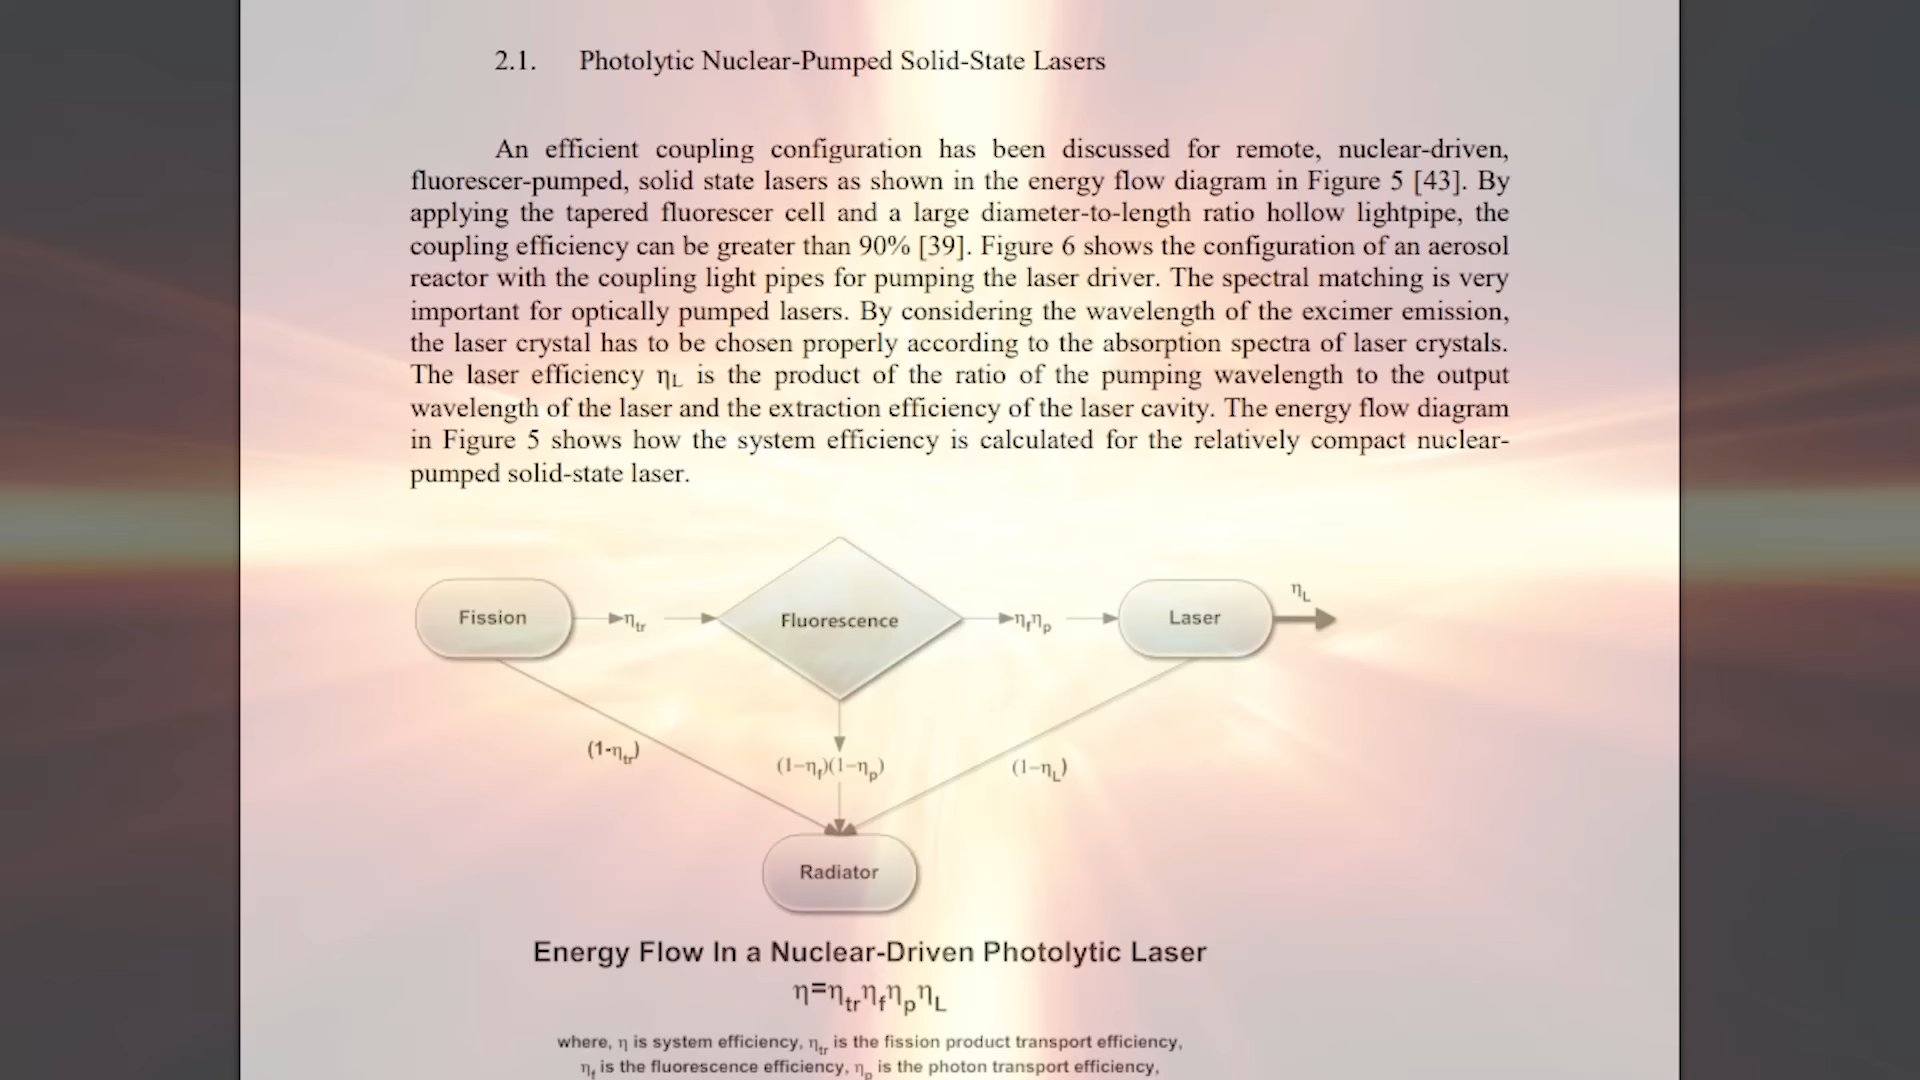 2.1. Photolytic Nuclear-Pumped Solid-State Lasers
An efficient coupling configuration has been discussed for remote, nuclear-driven,
fluorescer-pumped, solid state lasers as shown in the energy flow diagram in Figure 5 [43]. By
applying the tapered fluorescer cell and a large diameter-to-length ratio hollow lightpipe, the
coupling efficiency can be greater than 90% [39]. Figure 6 shows the configuration of an aerosol
reactor with the coupling light pipes for pumping the laser driver. The spectral matching is very
important for optically pumped lasers. By considering the wavelength of the excimer emission,
the laser crystal has to be chosen properly according to the absorption spectra of laser crystals.
The laser efficiency ηL is the product of the ratio of the pumping wavelength to the output
wavelength of the laser and the extraction efficiency of the laser cavity. The energy flow diagram
in Figure 5 shows how the system efficiency is calculated for the relatively compact nuclear-
pumped solid-state laser.
Fission
ηtr
Fluorescence
ηfηp
Laser
ηL
(1-ηtr)
(1−ηf)(1−ηp)
(1−ηL)
Radiator
Energy Flow In a Nuclear-Driven Photolytic Laser
η=ηtrηfηpηL
where, η is system efficiency, ηtr is the fission product transport efficiency,
ηf is the fluorescence efficiency, ηp is the photon transport efficiency,